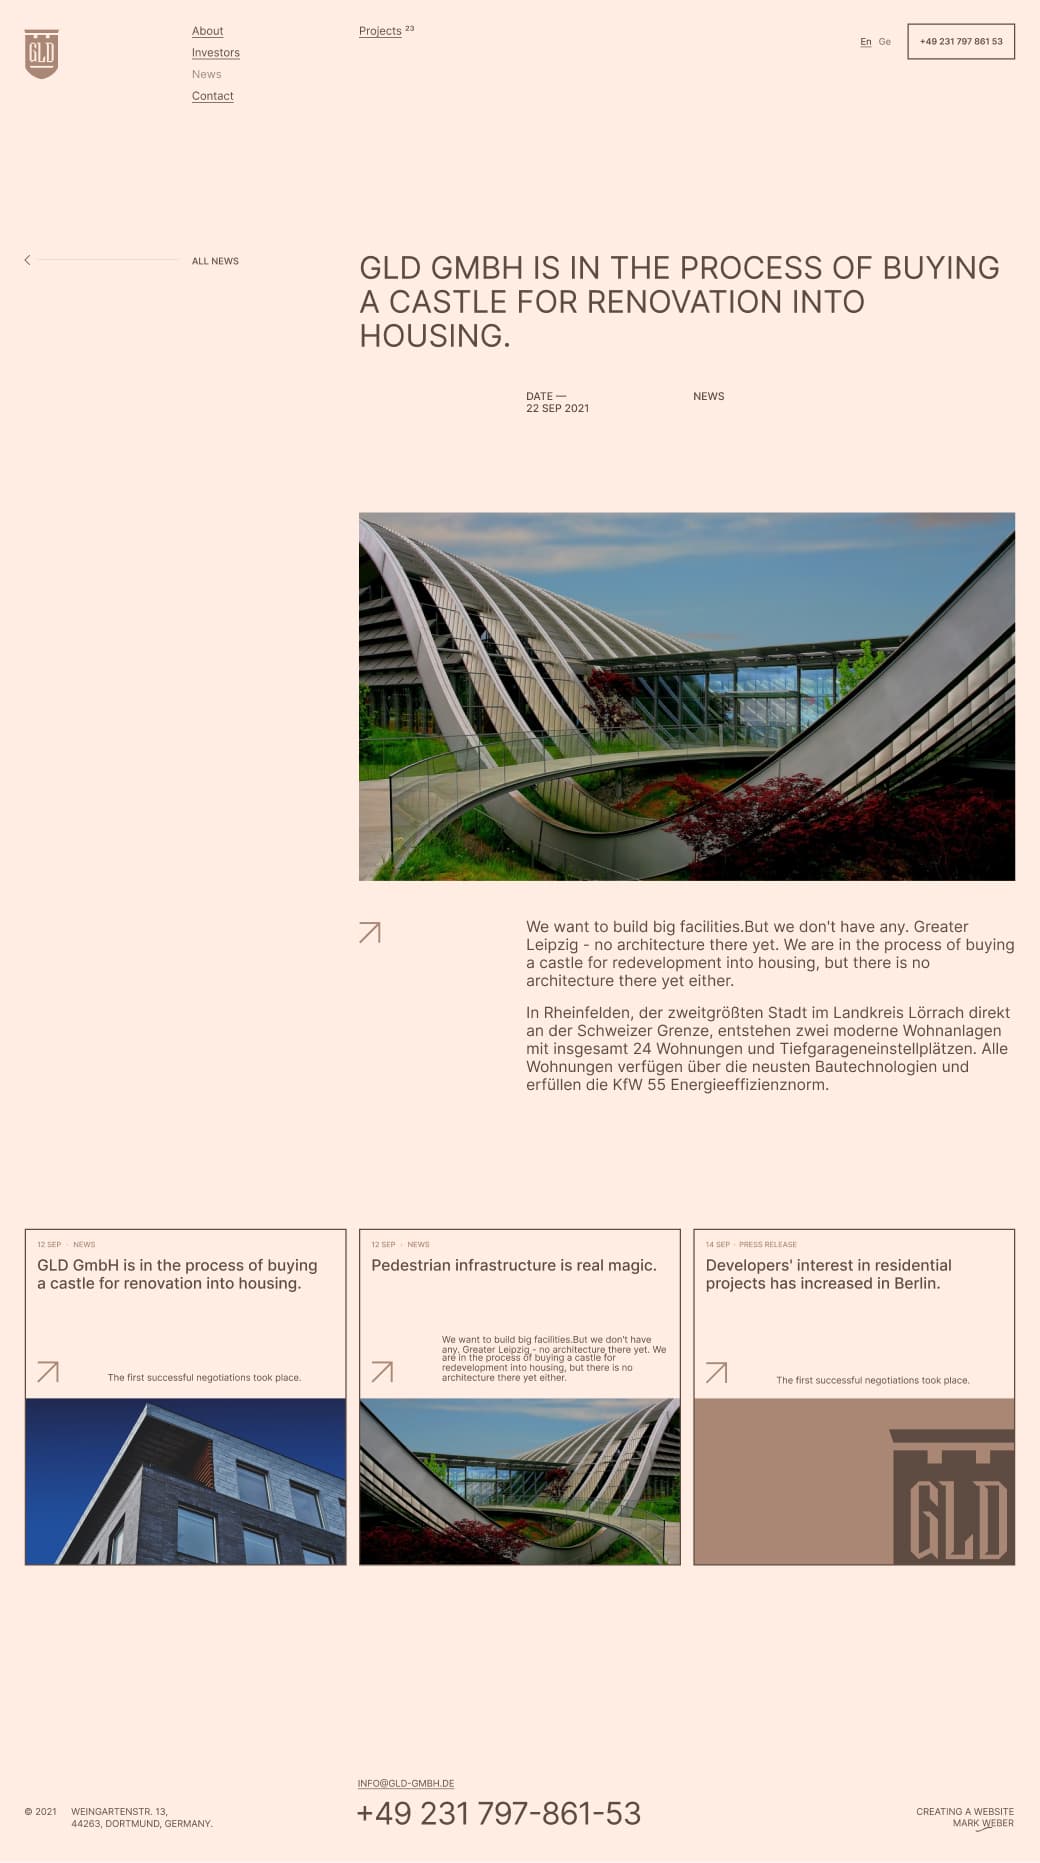 GLD
About
Investors
News
Contact
Projects 23
En Ge
+49 231 797 861 53
ALL NEWS
GLD GMBH IS IN THE PROCESS OF BUYING
A CASTLE FOR RENOVATION INTO
HOUSING.
DATE —
22 SEP 2021
NEWS
We want to build big facilities.But we don't have any. Greater
Leipzig - no architecture there yet. We are in the process of buying
a castle for redevelopment into housing, but there is no
architecture there yet either.
In Rheinfelden, der zweitgrößten Stadt im Landkreis Lörrach direkt
an der Schweizer Grenze, entstehen zwei moderne Wohnanlagen
mit insgesamt 24 Wohnungen und Tiefgarageneinstellplätzen. Alle
Wohnungen verfügen über die neusten Bautechnologien und
erfüllen die KfW 55 Energieeffizienznorm.
12 SEP · NEWS
GLD GmbH is in the process of buying
a castle for renovation into housing.
The first successful negotiations took place.
12 SEP · NEWS
Pedestrian infrastructure is real magic.
We want to build big facilities.But we don't have
any. Greater Leipzig - no architecture there yet. We
are in the process of buying a castle for
redevelopment into housing, but there is no
architecture there yet either.
14 SEP · PRESS RELEASE
Developers' interest in residential
projects has increased in Berlin.
The first successful negotiations took place.
GLD
INFO@GLD-GMBH.DE
+49 231 797-861-53
© 2021
WEINGARTENSTR. 13,
44263, DORTMUND, GERMANY.
CREATING A WEBSITE
MARK WEBER